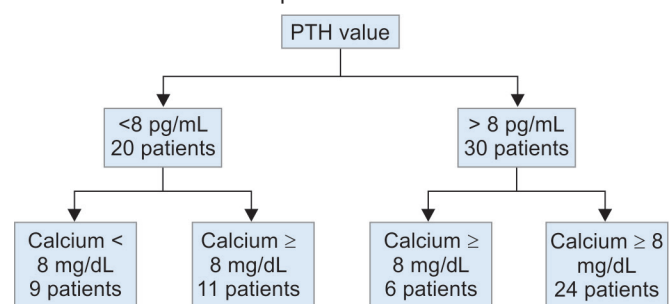 PTH value
<8 pg/mL
20 patients
> 8 pg/mL
30 patients
Calcium <
8 mg/dL
9 patients
Calcium ≥
8 mg/dL
11 patients
Calcium ≥
8 mg/dL
6 patients
Calcium ≥ 8
mg/dL
24 patients